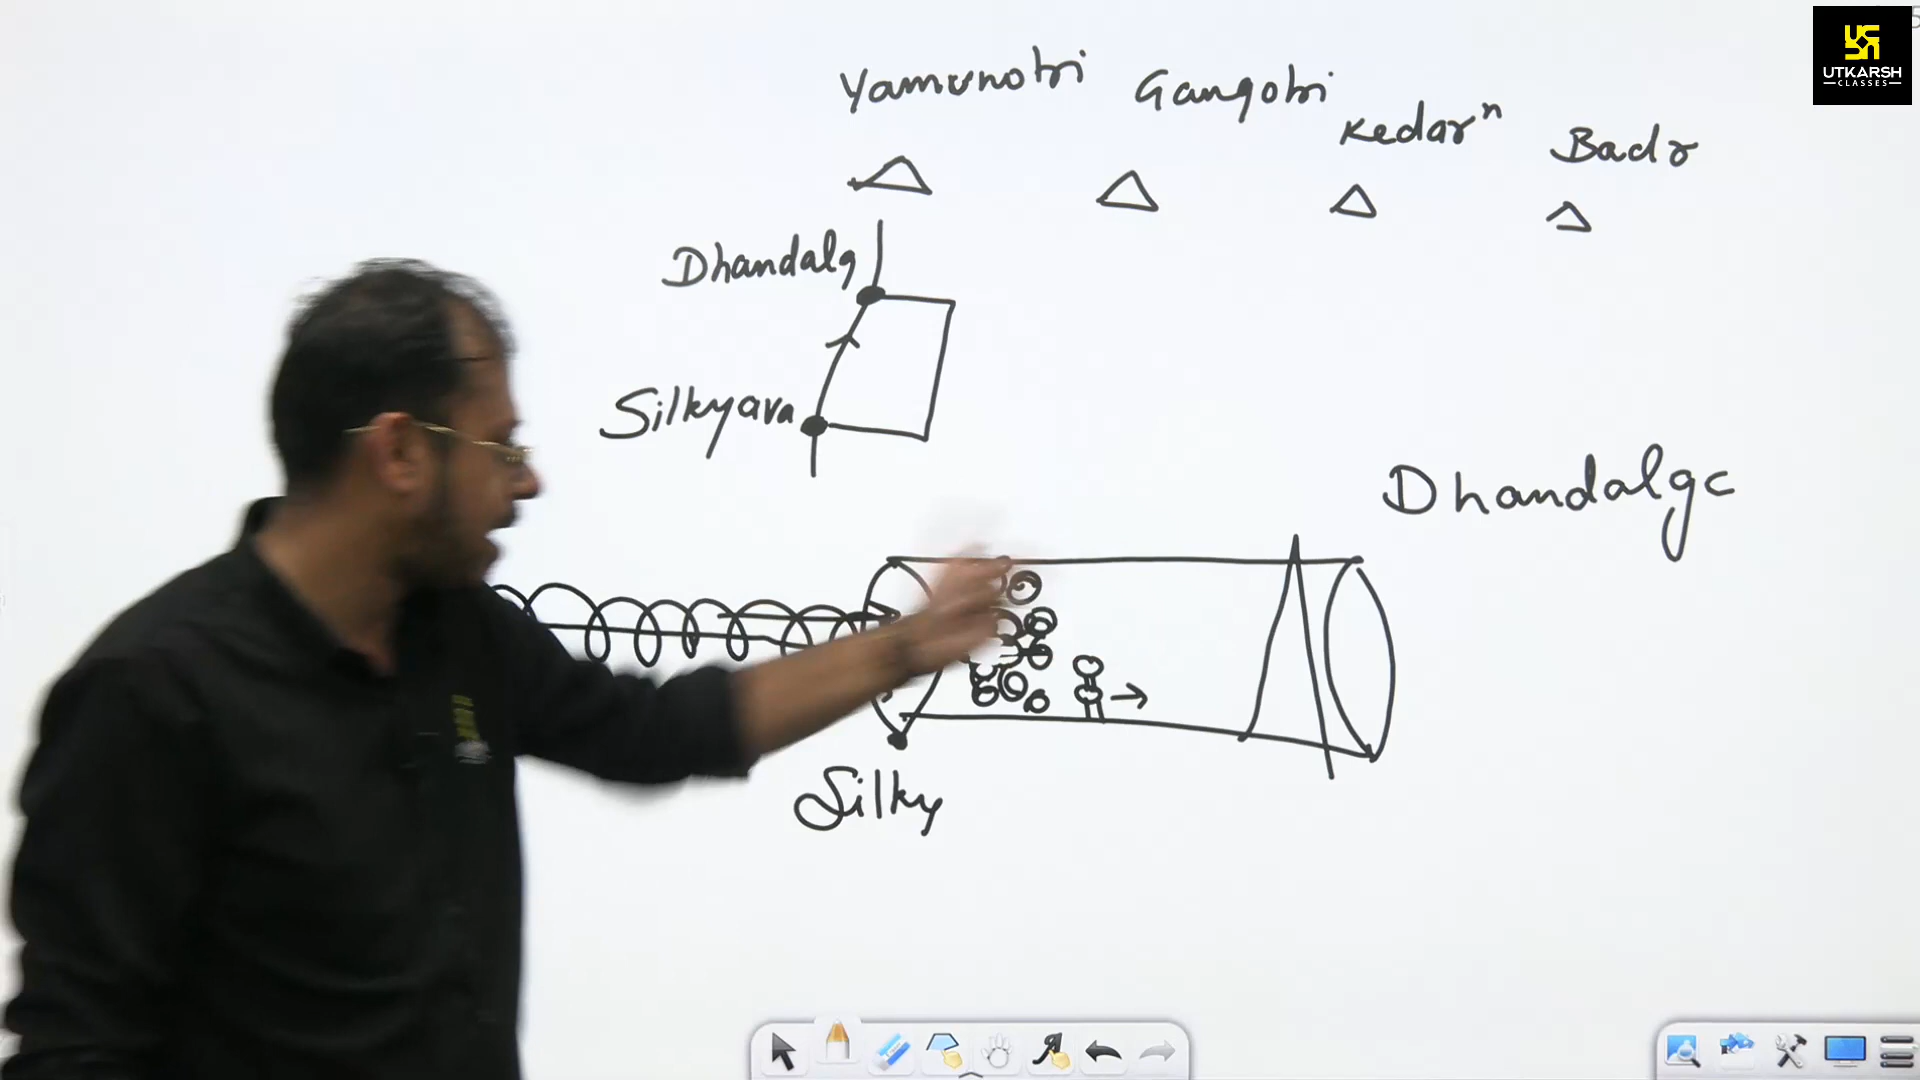 Yamunotri Gangotri Kedarn Badr
Dhandalg
Silkyava
Dhandalgc
Silky
UTKARSH
CLASSES